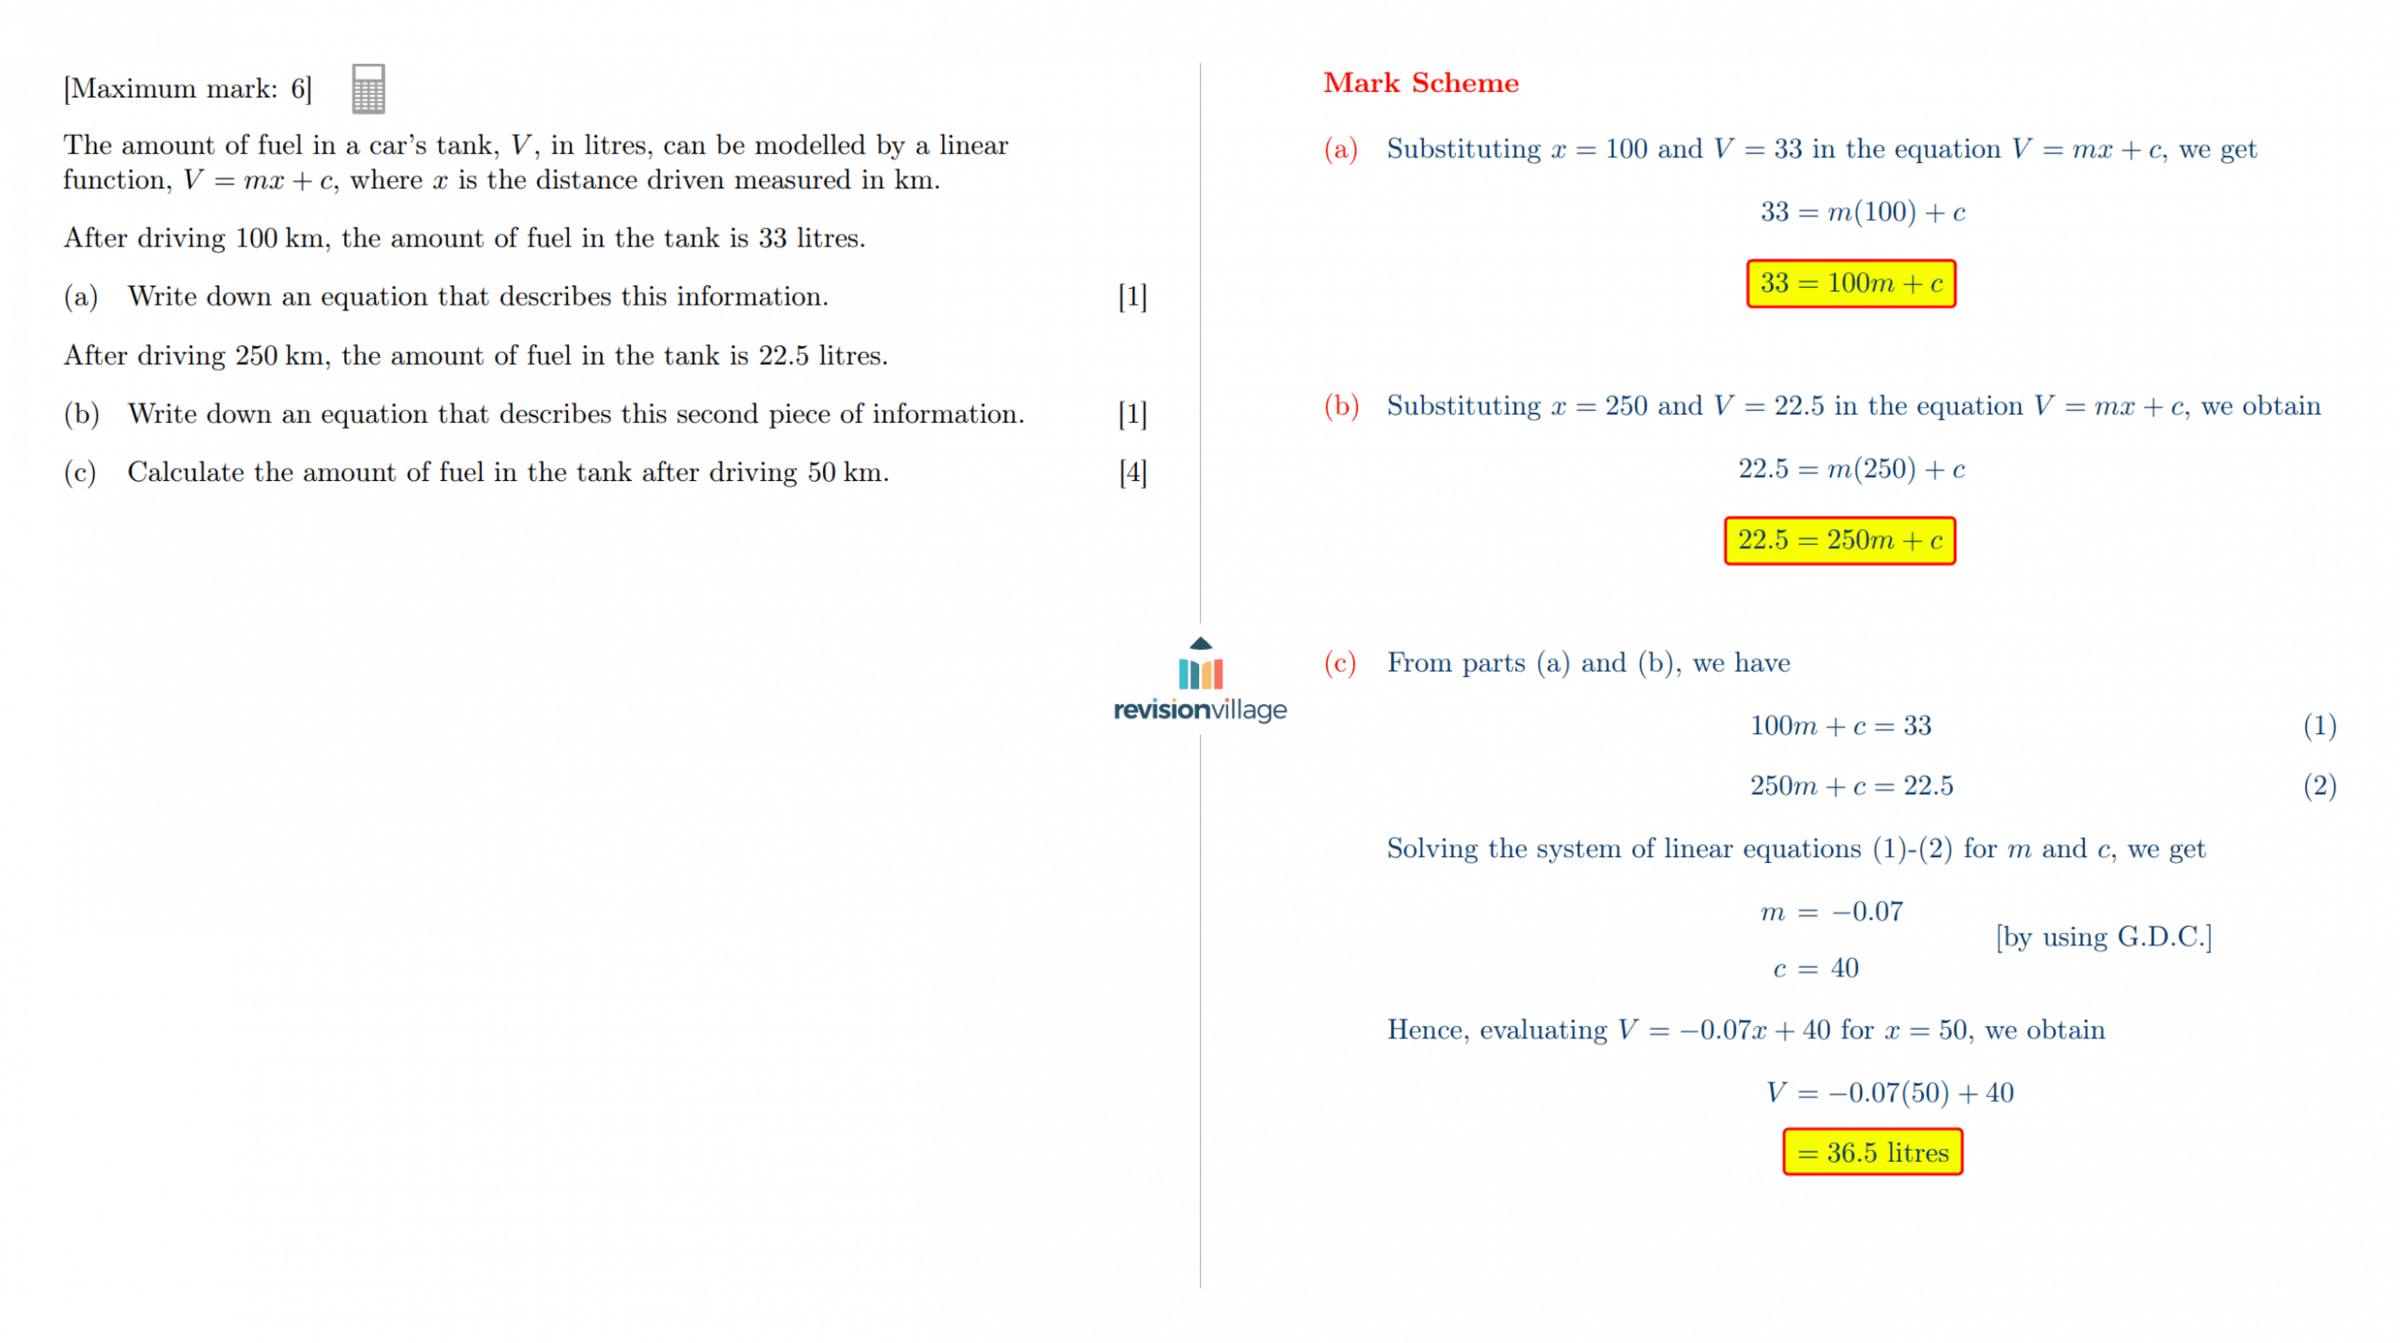 [Maximum mark: 6]
The amount of fuel in a car's tank, V, in litres, can be modelled by a linear
function, V = mx + c, where x is the distance driven measured in km.
After driving 100 km, the amount of fuel in the tank is 33 litres.
(a) Write down an equation that describes this information. [1]
After driving 250 km, the amount of fuel in the tank is 22.5 litres.
(b) Write down an equation that describes this second piece of information. [1]
(c) Calculate the amount of fuel in the tank after driving 50 km. [4]
revisionvillage
Mark Scheme
(a) Substituting x = 100 and V = 33 in the equation V = mx + c, we get
33 = m(100) + c
33 = 100m + c
(b) Substituting x = 250 and V = 22.5 in the equation V = mx + c, we obtain
22.5 = m(250) + c
22.5 = 250m + c
(c) From parts (a) and (b), we have
100m + c = 33 (1)
250m + c = 22.5 (2)
Solving the system of linear equations (1)-(2) for m and c, we get
m = −0.07
[by using G.D.C.]
c = 40
Hence, evaluating V = −0.07x + 40 for x = 50, we obtain
V = −0.07(50) + 40
= 36.5 litres